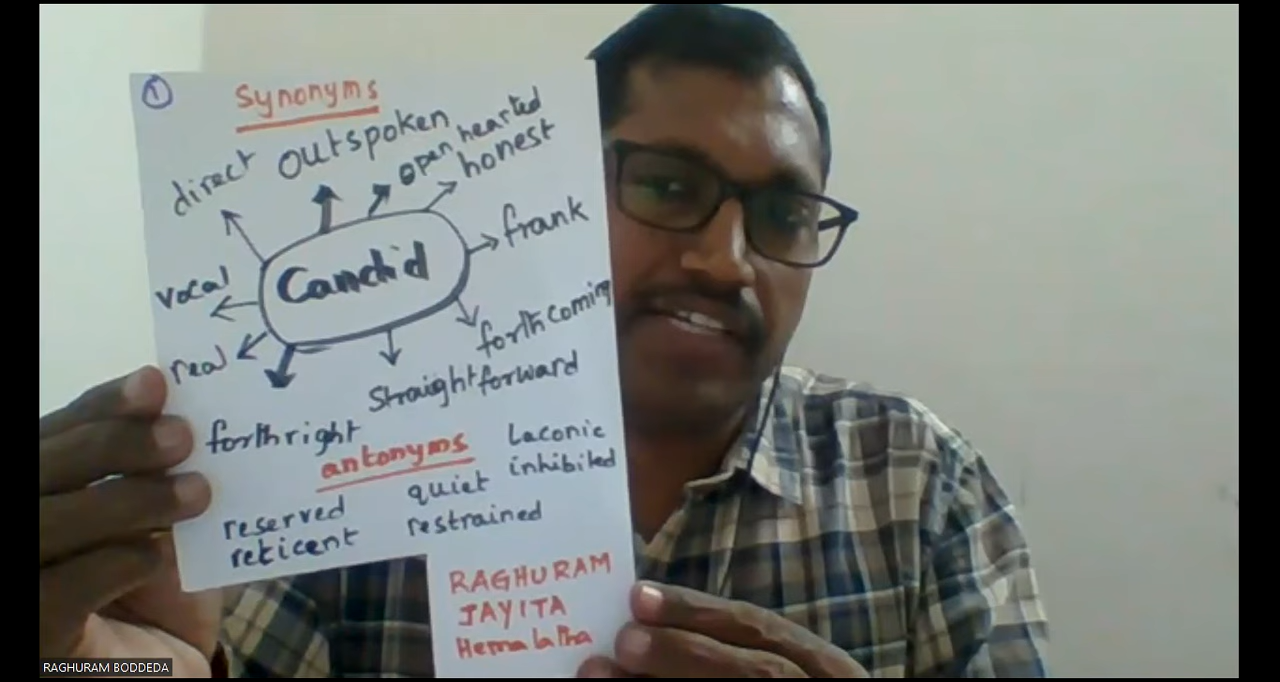 1
Synonyms
direct
outspoken
open hearted
honest
vocal
Candid
frank
real
forthcoming
straightforward
forthright
antonyms
Laconic
inhibited
reserved
quiet
reticent
restrained
RAGHURAM
JAYITA
Hemalatha
RAGHURAM BODDEDA